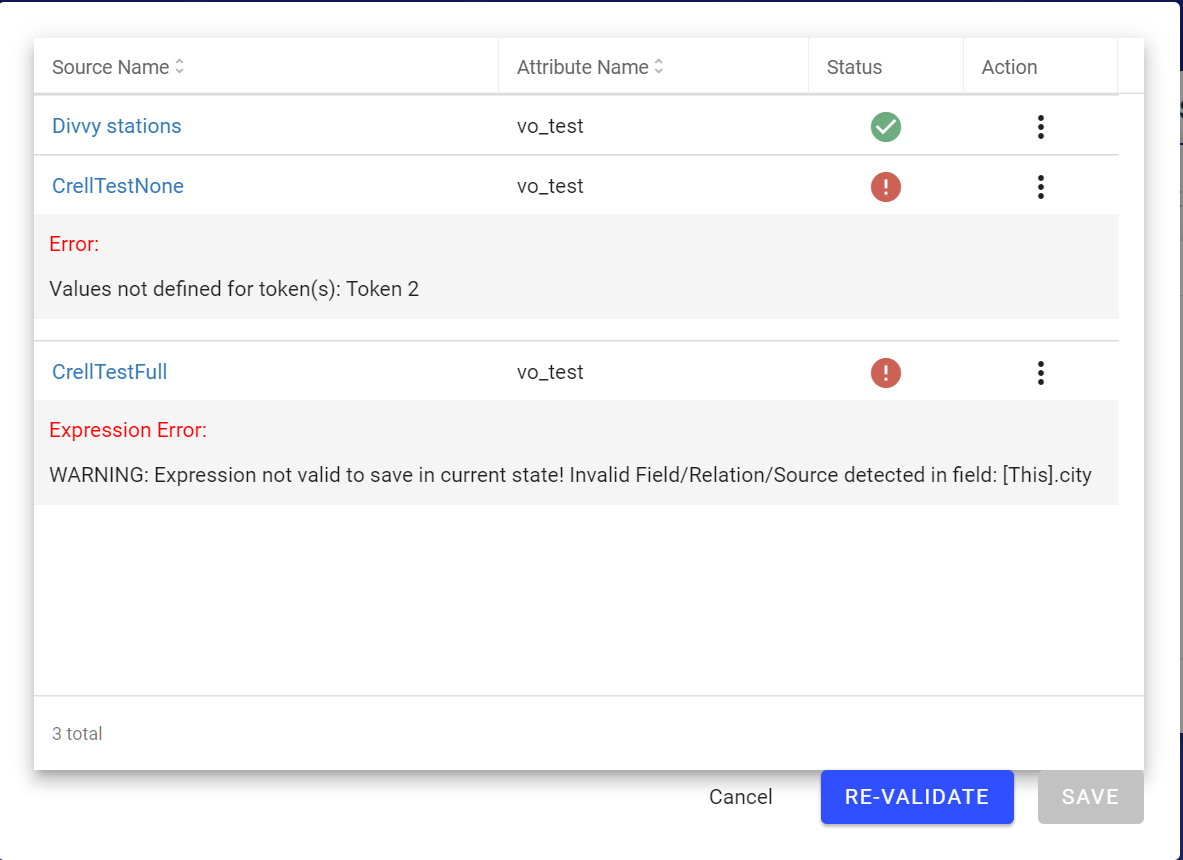 Source Name Attribute Name Status Action
Divvy stations vo_test
CrellTestNone vo_test
Error:
Values not defined for token(s): Token 2
CrellTestFull vo_test
Expression Error:
WARNING: Expression not valid to save in current state! Invalid Field/Relation/Source detected in field: [This].city
3 total
Cancel RE-VALIDATE SAVE